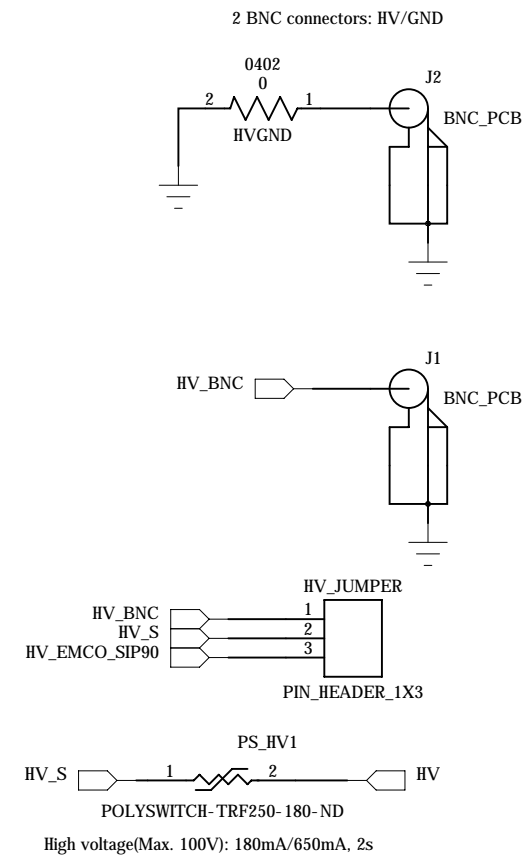 2 BNC connectors: HV/GND
0402
0
2
1
HVGND
J2
BNC_PCB
J1
HV_BNC
BNC_PCB
HV_JUMPER
HV_BNC
1
HV_S
2
HV_EMCO_SIP90
3
PIN_HEADER_1X3
PS_HV1
HV_S
1
2
HV
POLYSWITCH-TRF250-180-ND
High voltage(Max. 100V): 180mA/650mA, 2s